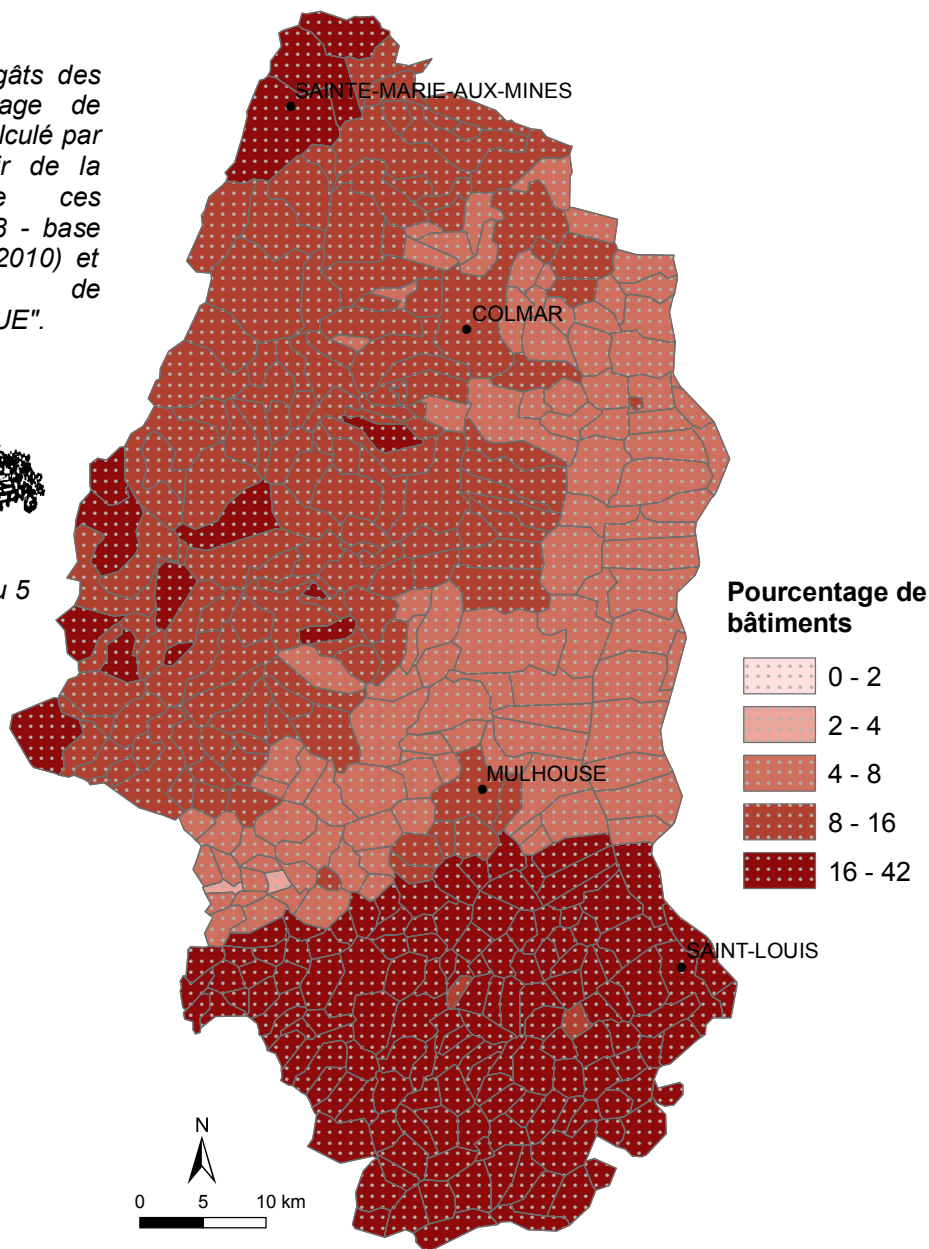 gâts des
age de
lculé par
ir de la
e ces
3 - base
2010) et
de
UE".
u 5
SAINTE-MARIE-AUX-MINES
COLMAR
MULHOUSE
SAINT-LOUIS
Pourcentage de
bâtiments
0 - 2
2 - 4
4 - 8
8 - 16
16 - 42
N
0 5 10 km